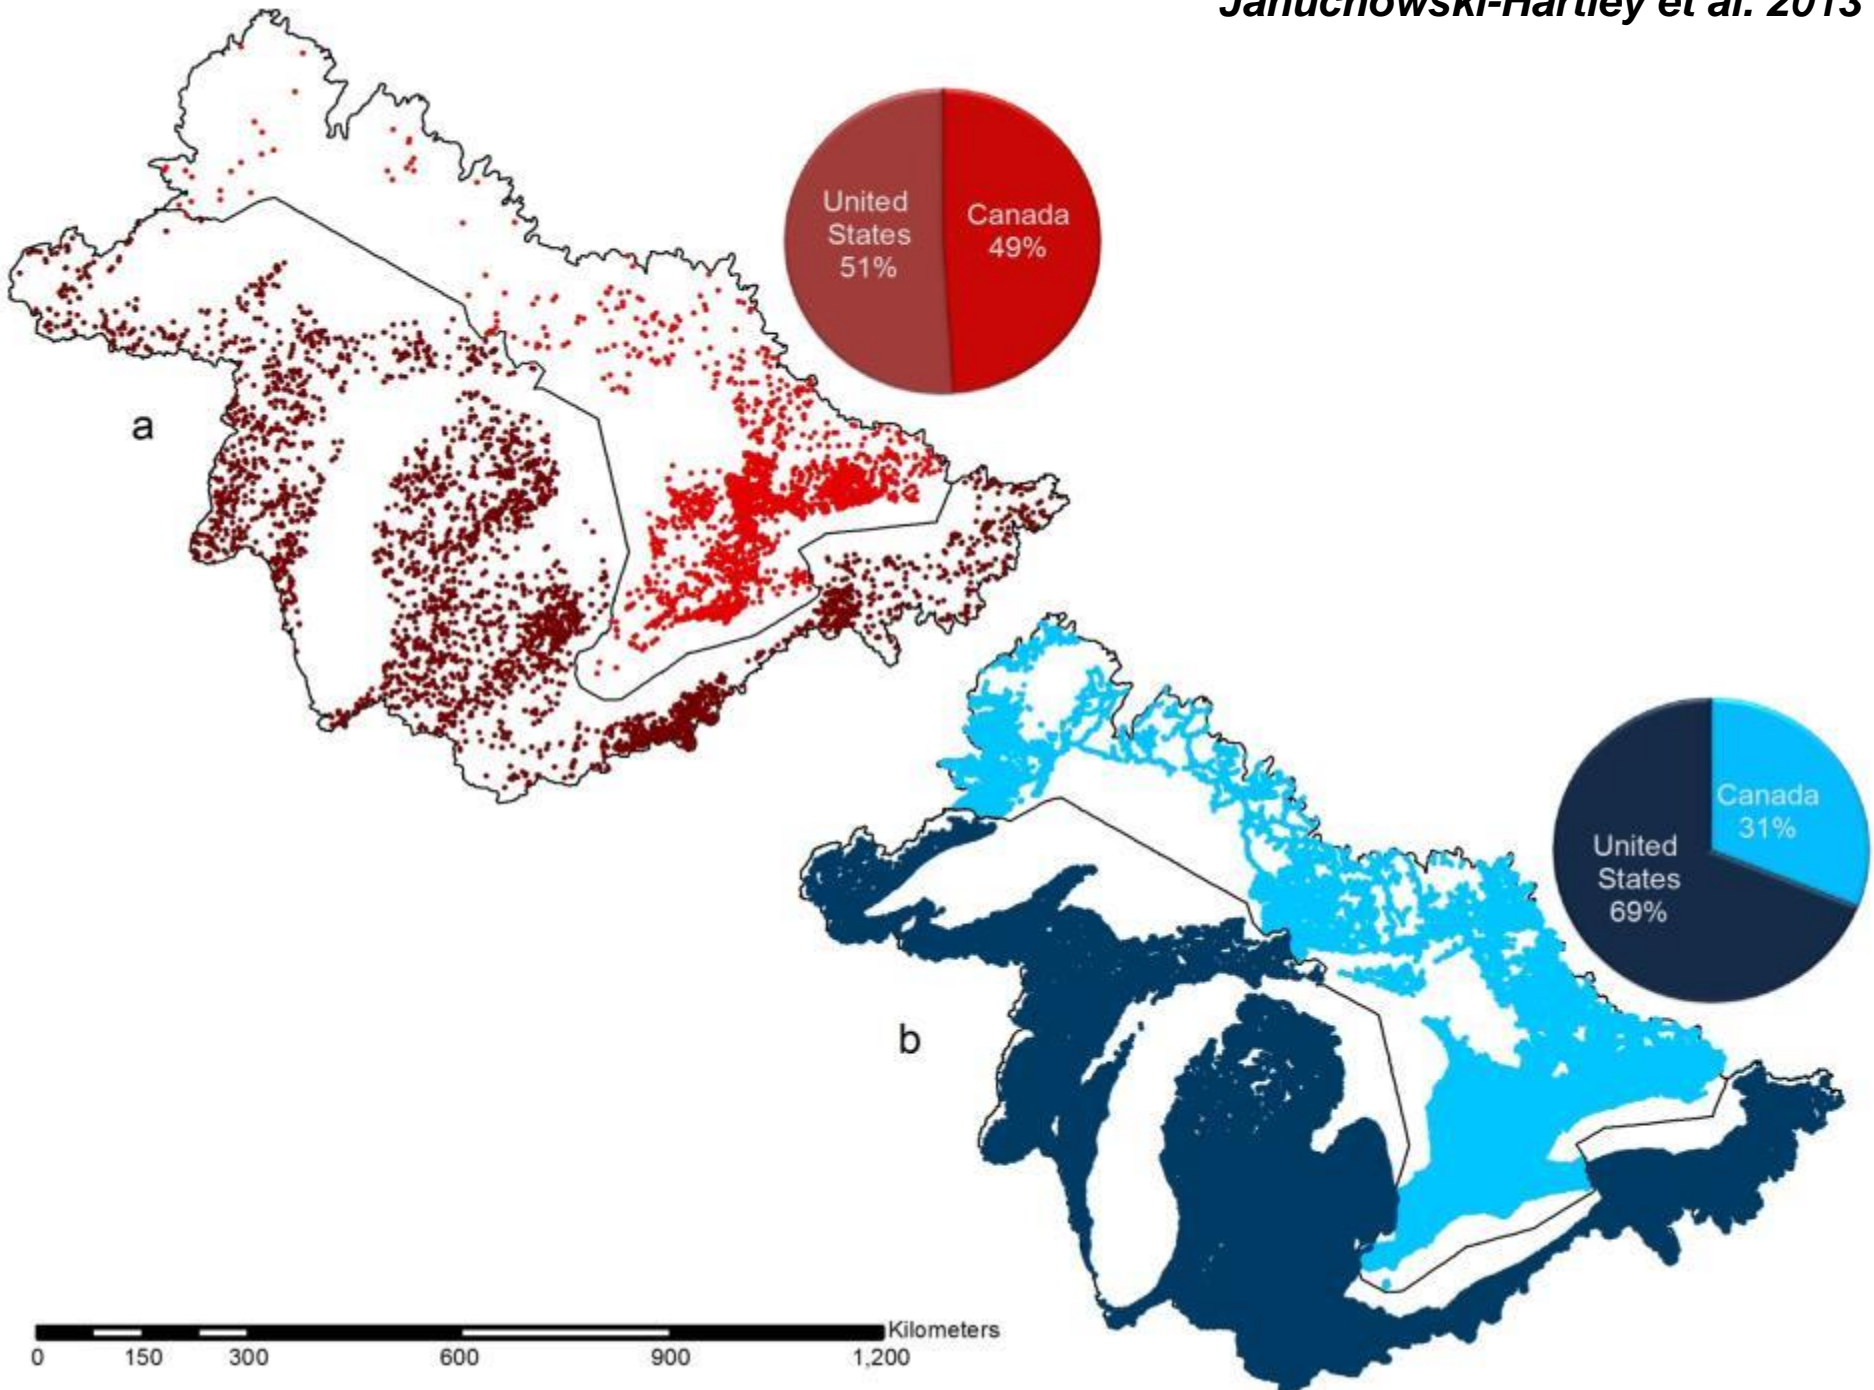 Januchowski-Hartley et al. 2013
United
States
51%
Canada
49%
a
Canada
31%
United
States
69%
b
Kilometers
0 150 300 600 900 1,200